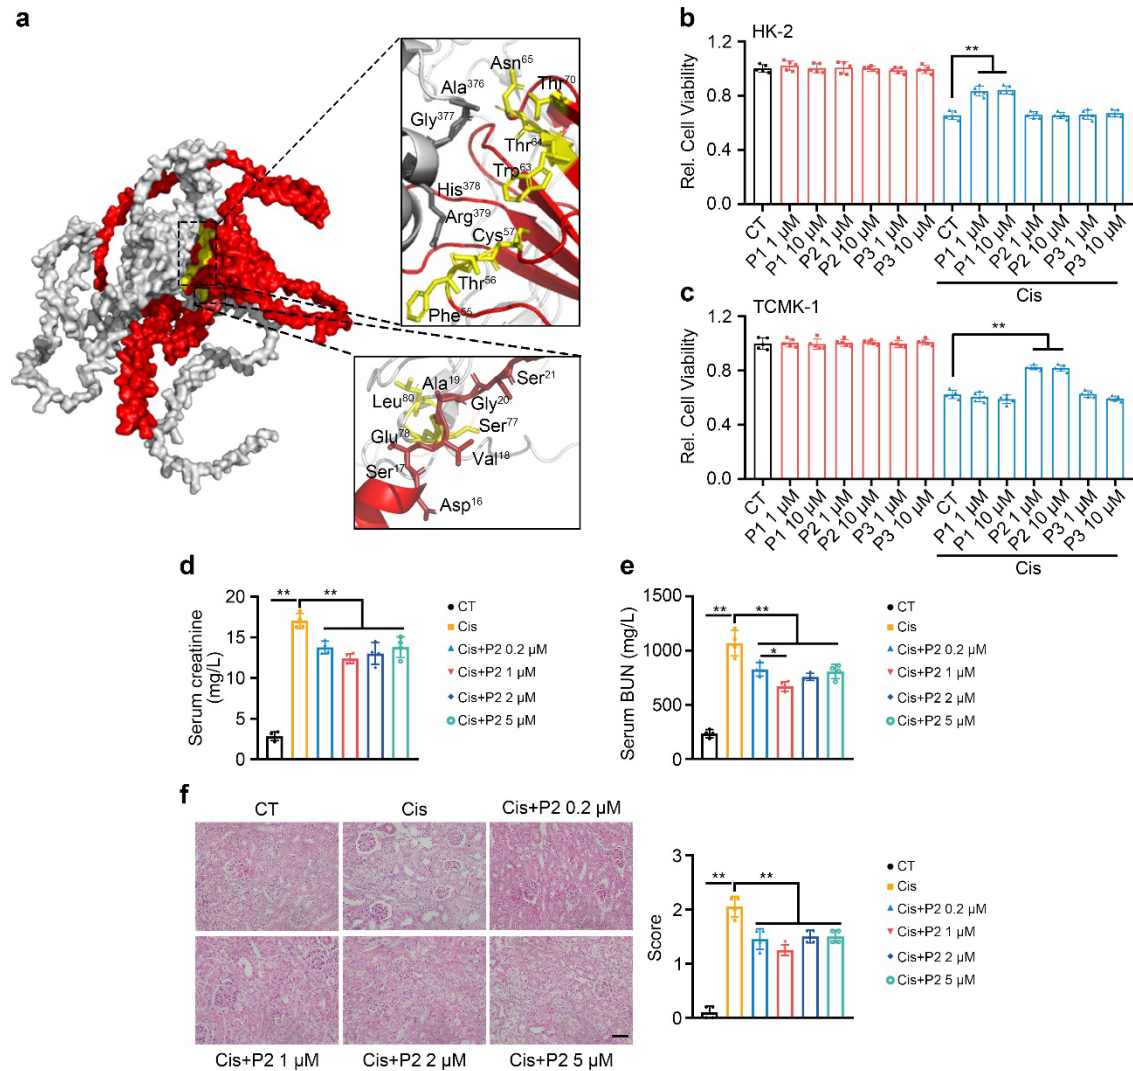 a
Asn65
Thr70
Ala376
Gly377
Thr64
Trp63
His378
Arg379
Cys57
Thr56
Phe55
Ser21
Ala19
Gly20
Leu80
Ser77
Glu78
Val18
Ser17
Asp16
b
HK-2
Rel. Cell Viability
1.2
1.0
0.8
0.6
0.4
0.0
**
CT
P1 1 µM
P1 10 µM
P2 1 µM
P2 10 µM
P3 1 µM
P3 10 µM
CT
P1 1 µM
P1 10 µM
P2 1 µM
P2 10 µM
P3 1 µM
P3 10 µM
Cis
c
TCMK-1
Rel. Cell Viability
1.2
0.9
0.6
0.4
0.0
**
CT
P1 1 µM
P1 10 µM
P2 1 µM
P2 10 µM
P3 1 µM
P3 10 µM
CT
P1 1 µM
P1 10 µM
P2 1 µM
P2 10 µM
P3 1 µM
P3 10 µM
Cis
d
Serum creatinine
(mg/L)
20
15
10
5
0
** **
CT
Cis
Cis+P2 0.2 µM
Cis+P2 1 µM
Cis+P2 2 µM
Cis+P2 5 µM
e
Serum BUN (mg/L)
1500
1000
500
0
** **
*
CT
Cis
Cis+P2 0.2 µM
Cis+P2 1 µM
Cis+P2 2 µM
Cis+P2 5 µM
f
CT Cis Cis+P2 0.2 µM
Cis+P2 1 µM Cis+P2 2 µM Cis+P2 5 µM
Score
3
2
1
0
** **
CT
Cis
Cis+P2 0.2 µM
Cis+P2 1 µM
Cis+P2 2 µM
Cis+P2 5 µM